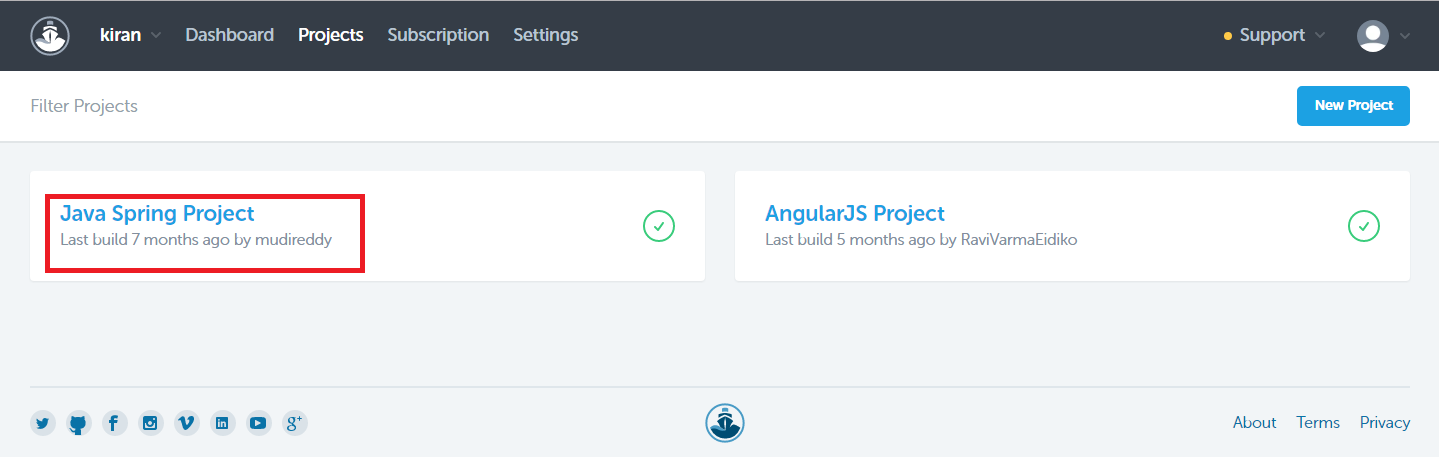 kiran Dashboard Projects Subscription Settings Support
Filter Projects New Project
Java Spring Project
Last build 7 months ago by mudireddy
AngularJS Project
Last build 5 months ago by RaviVarmaEidiko
About Terms Privacy